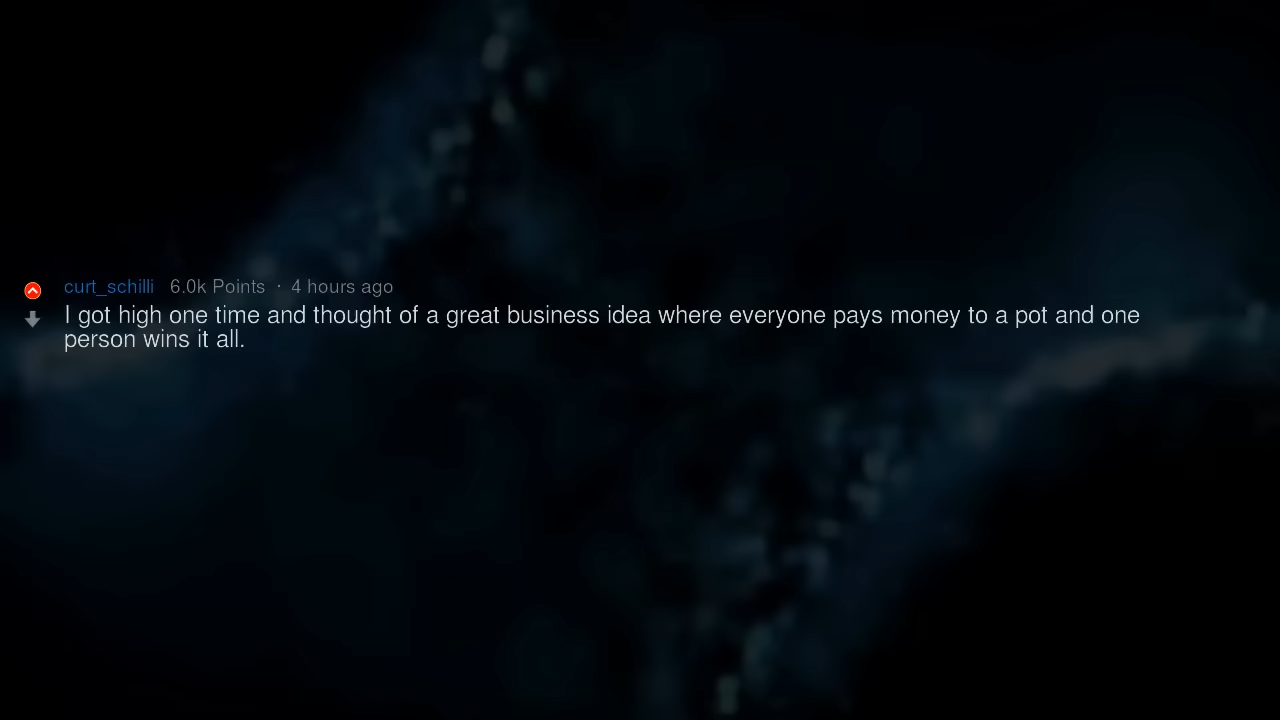 curt_schilli 6.0k Points · 4 hours ago
I got high one time and thought of a great business idea where everyone pays money to a pot and one
person wins it all.